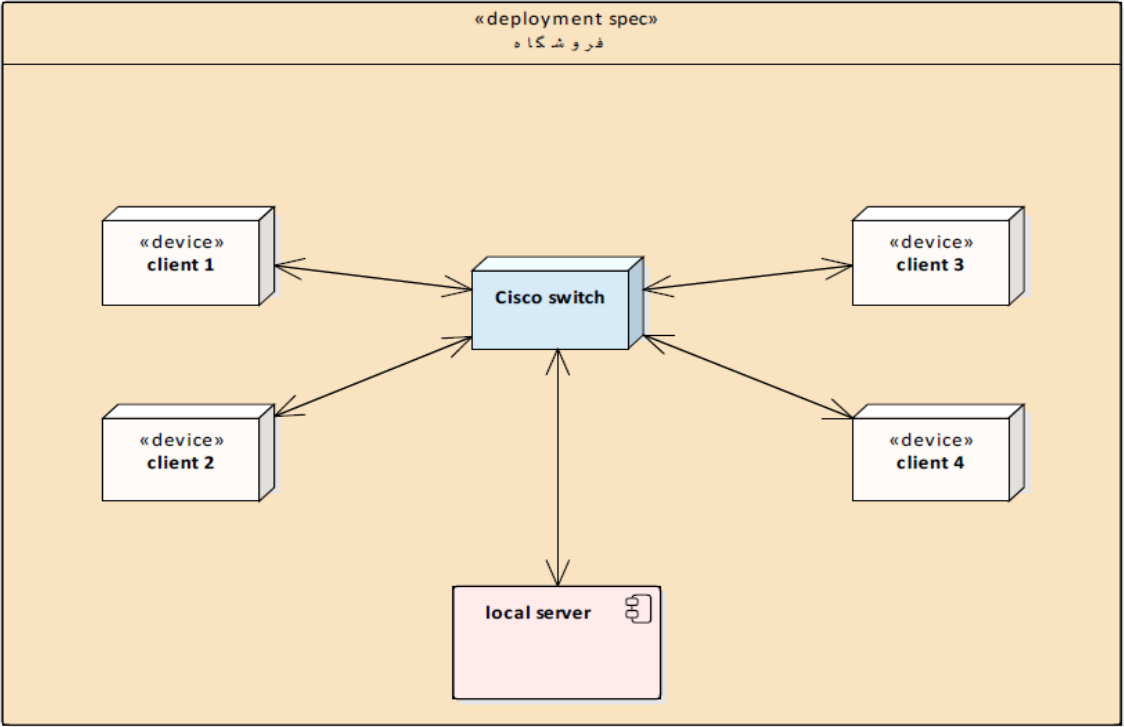 «deployment spec»
فروشگاه
«device»
client 1
«device»
client 3
Cisco switch
«device»
client 2
«device»
client 4
local server